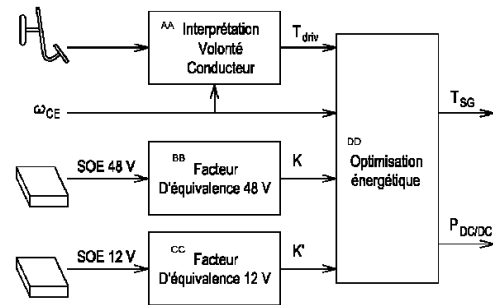 AA Interprétation
Volonté
Conducteur
T driv
ω CE
T SG
DD
Optimisation
énergétique
SOE 48 V
BB Facteur
D'équivalence 48 V
K
P DC/DC
SOE 12 V
CC Facteur
D'équivalence 12 V
K'